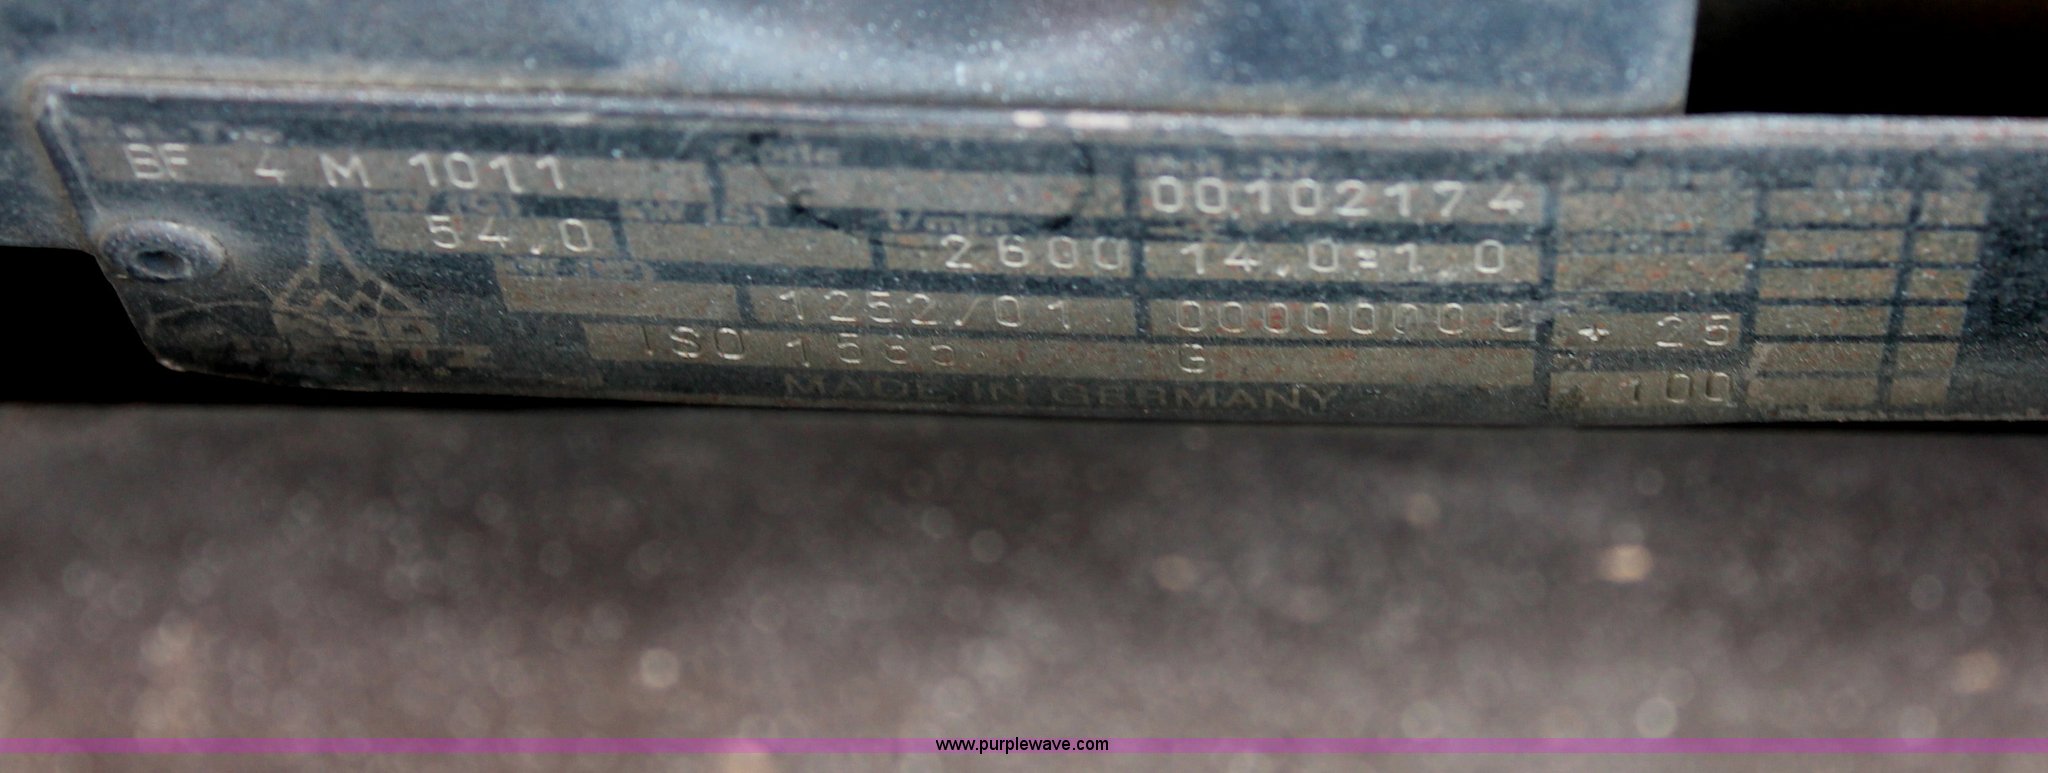 BF 4 M 1011 00102174
54,0 2600 14,0=1,0
1252/01 00000000 + 25
ISO 1585 G 100
MADE IN GERMANY
www.purplewave.com